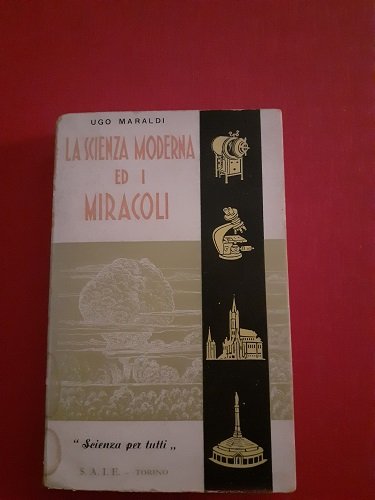 UGO MARALDI
LA SCIENZA MODERNA
ED I
MIRACOLI
" Scienza per tutti „
S.A.I.E. - TORINO